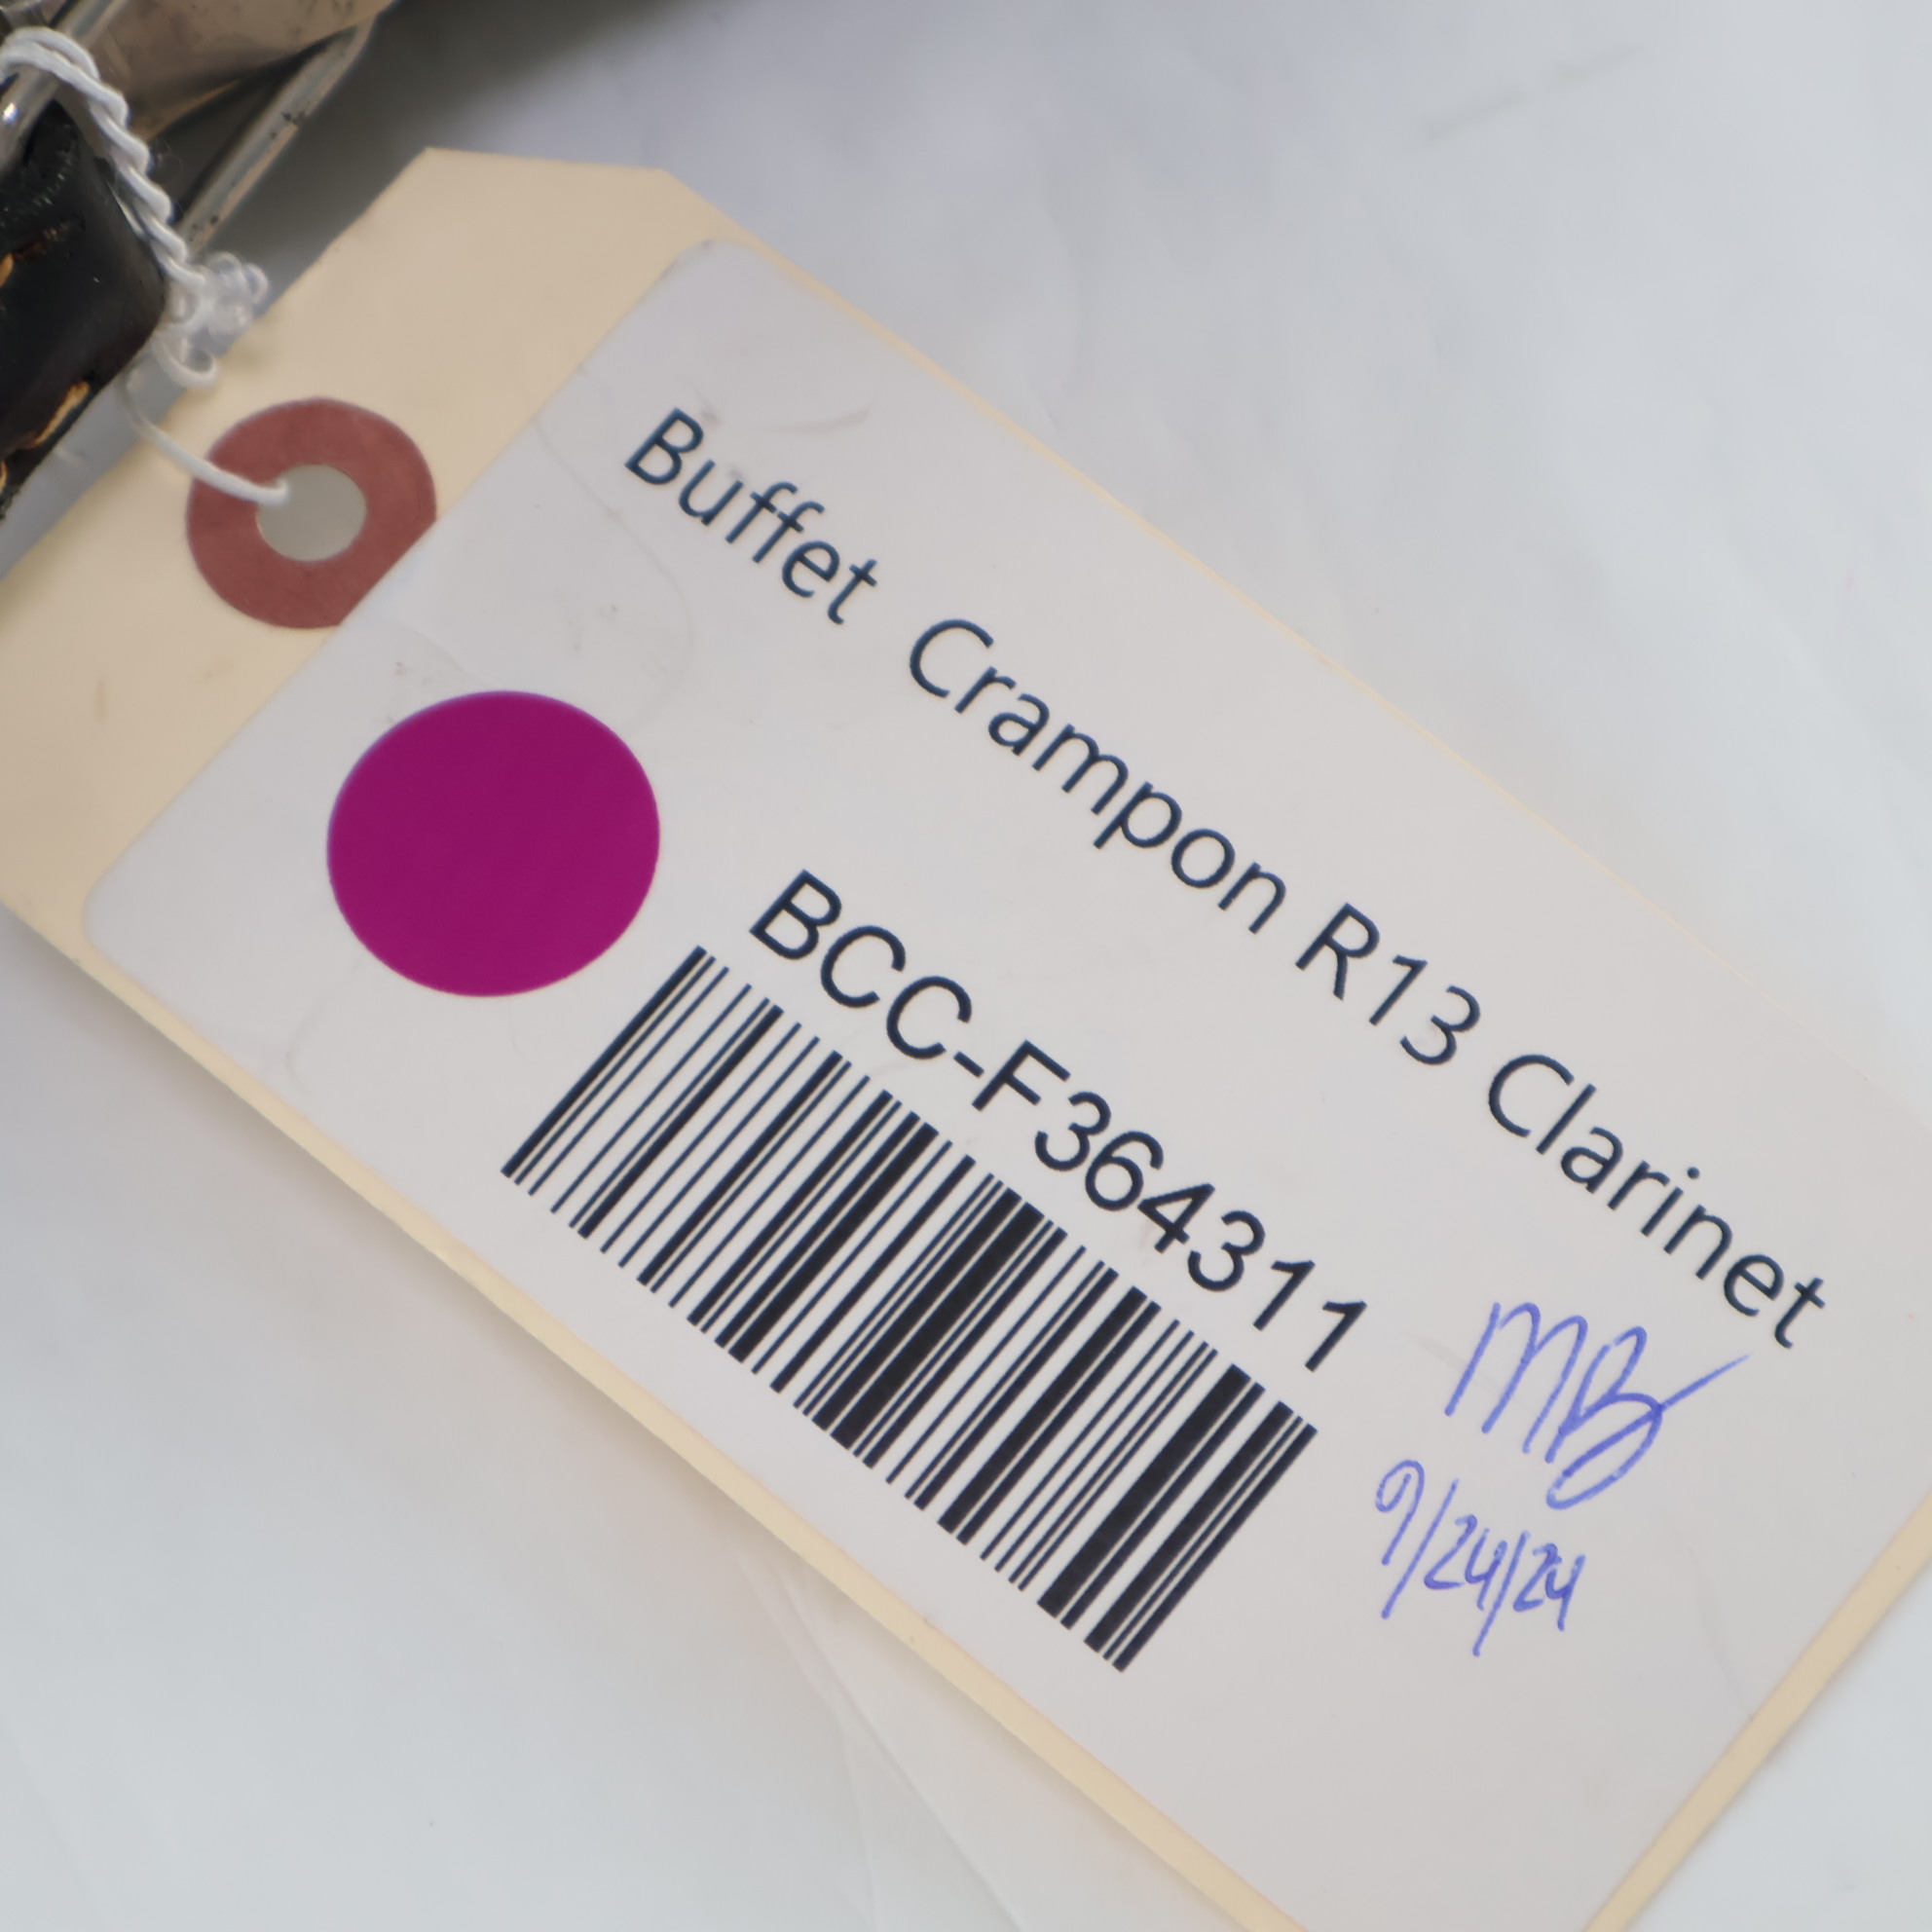 Buffet Crampon R13 Clarinet
BCC-F364311
MB
9/24/24